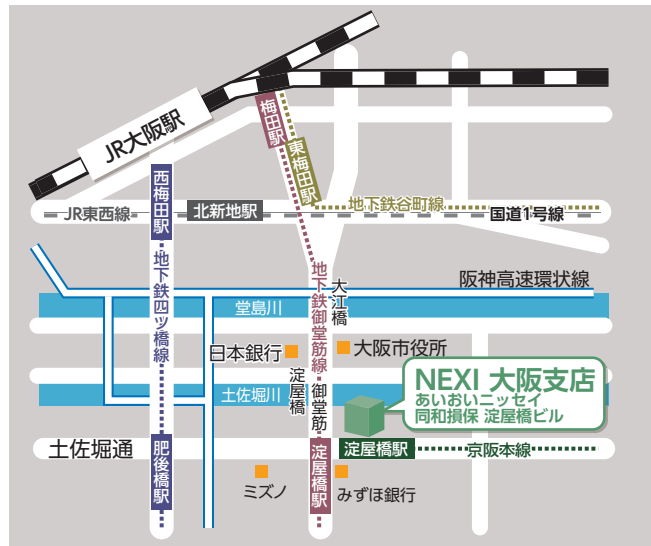 JR大阪駅
梅田駅
東梅田駅
西梅田駅
北新地駅
JR東西線
地下鉄谷町線
国道1号線
阪神高速環状線
地下鉄四ツ橋線
地下鉄御堂筋線
大江橋
堂島川
日本銀行
大阪市役所
淀屋橋
御堂筋
土佐堀川
NEXI 大阪支店
あいおいニッセイ
同和損保 淀屋橋ビル
土佐堀通
肥後橋駅
淀屋橋駅
淀屋橋駅
京阪本線
ミズノ
みずほ銀行